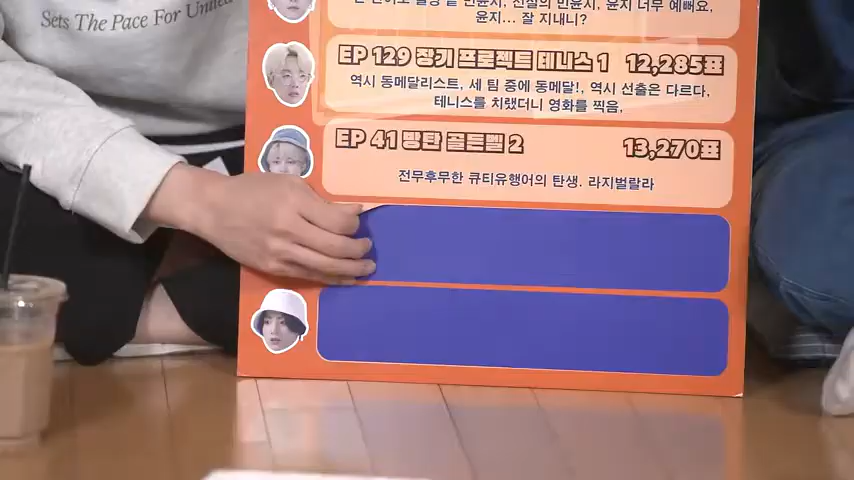 Sets The Pace For United
윤지... 잘 지내니?
EP 129 장기 프로젝트 테니스 1 12,285표
역시 동메달리스트, 세 팀 중에 동메달!, 역시 선출은 다르다.
테니스를 치랬더니 영화를 찍음.
EP 41 방탄 골든벨 2 13,270표
전무후무한 큐티유행어의 탄생. 라지벌랄라